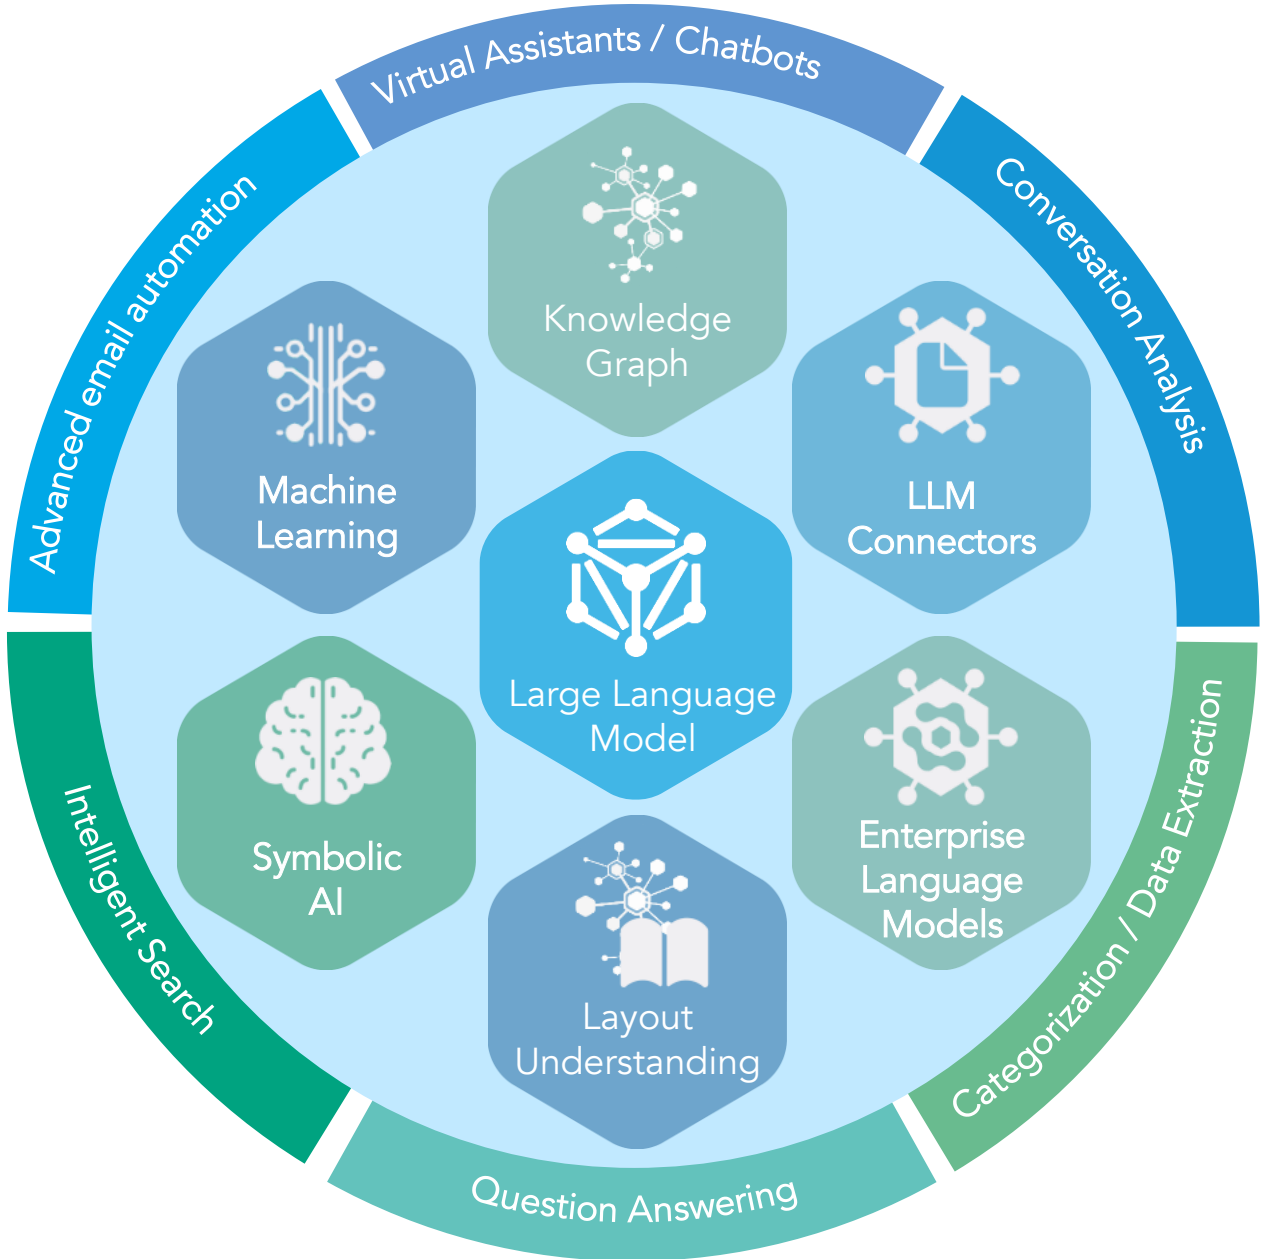 Virtual Assistants / Chatbots
Advanced email automation
Conversation Analysis
Knowledge
Graph
Machine
Learning
LLM
Connectors
Large Language
Model
Symbolic
AI
Enterprise
Language
Models
Layout
Understanding
Intelligent Search
Categorization / Data Extraction
Question Answering